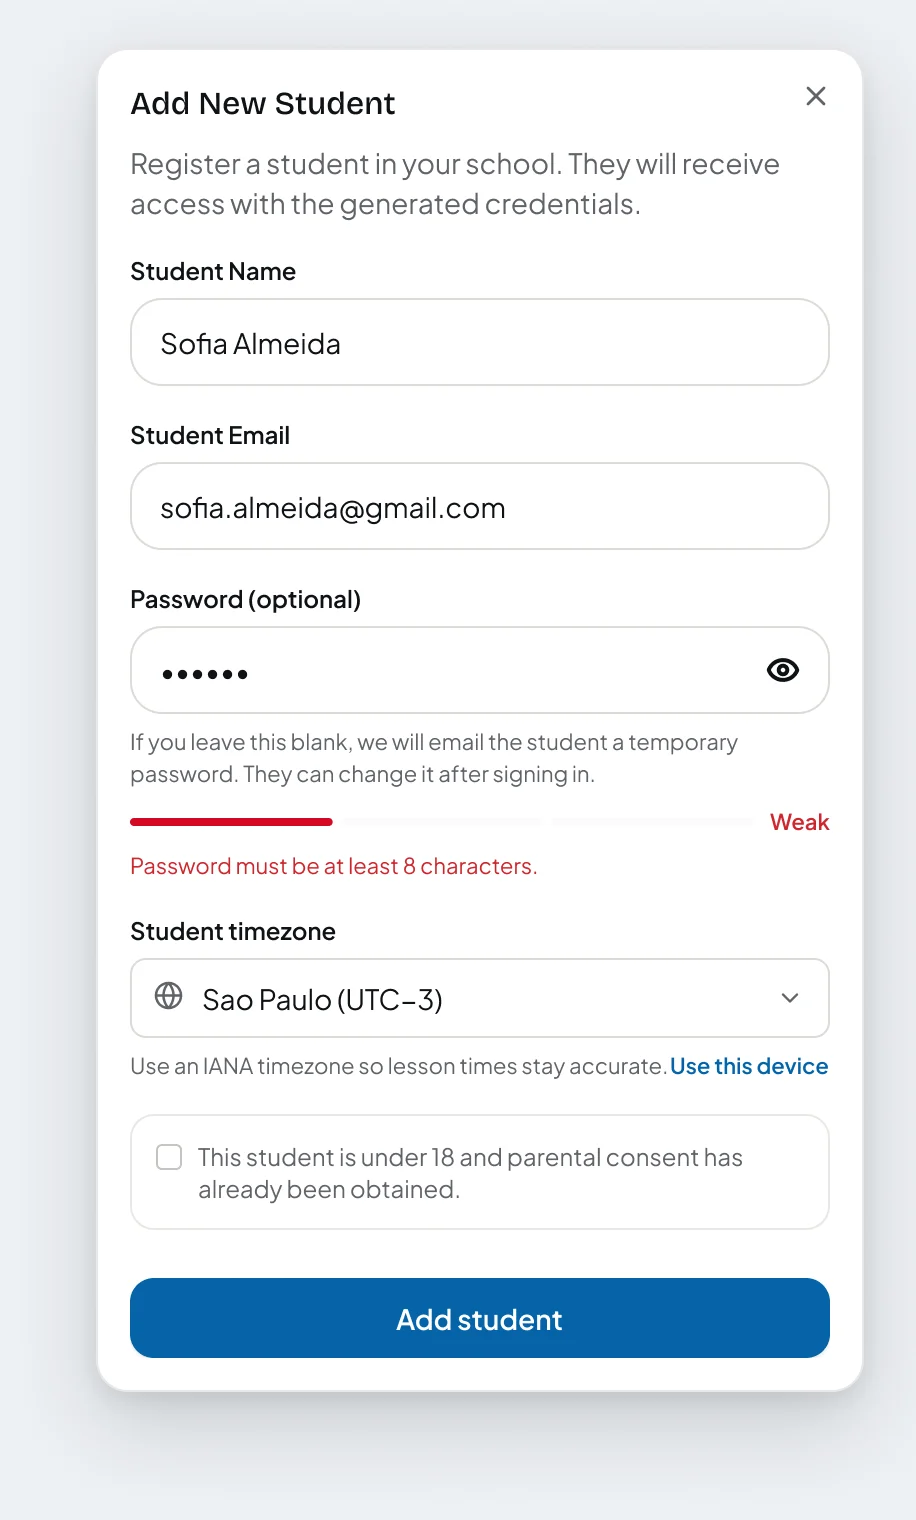 Add New Student
Register a student in your school. They will receive
access with the generated credentials.
Student Name
Sofia Almeida
Student Email
sofia.almeida@gmail.com
Password (optional)
••••••
If you leave this blank, we will email the student a temporary
password. They can change it after signing in.
Weak
Password must be at least 8 characters.
Student timezone
Sao Paulo (UTC−3)
Use an IANA timezone so lesson times stay accurate. Use this device
This student is under 18 and parental consent has
already been obtained.
Add student